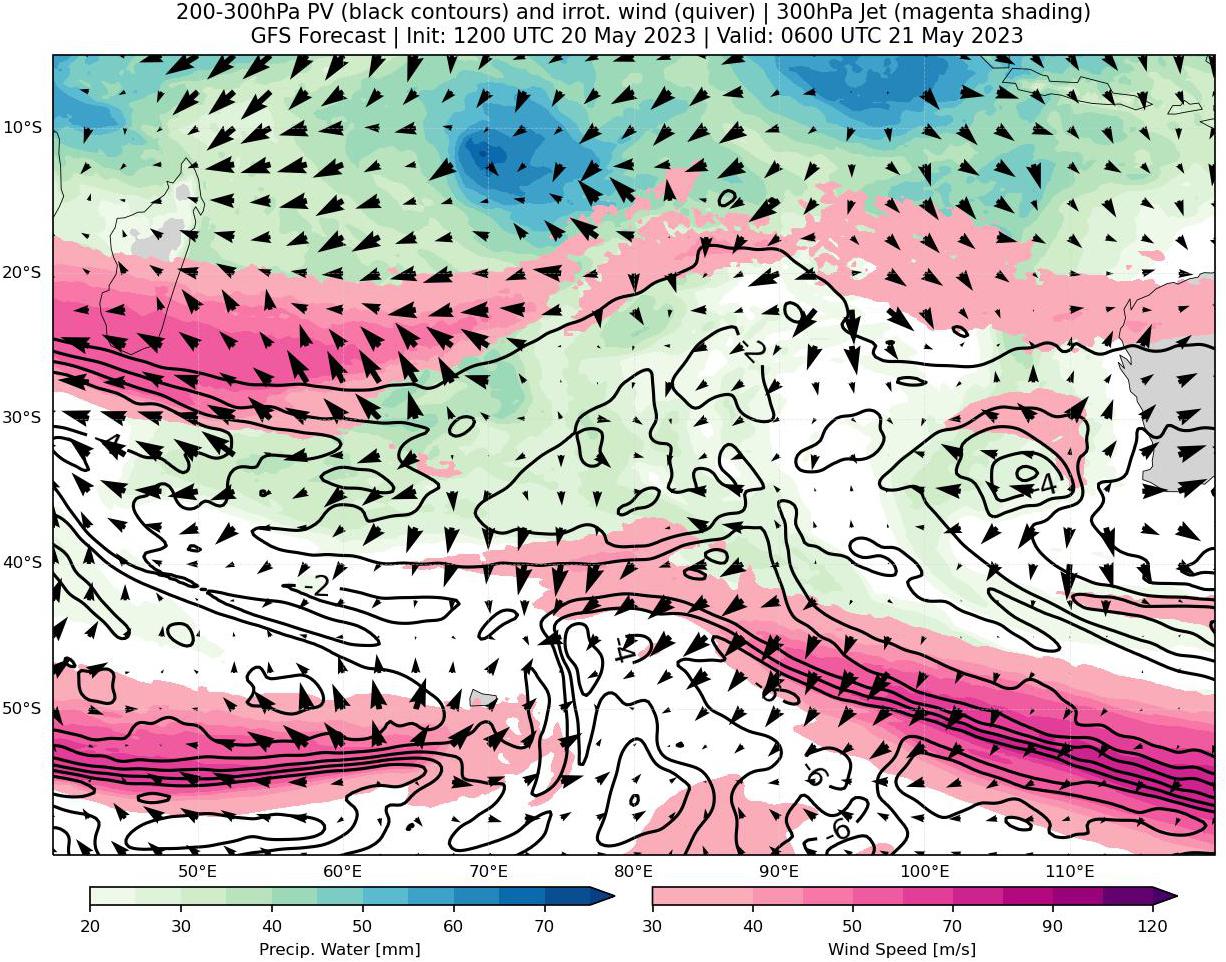 200-300hPa PV (black contours) and irrot. wind (quiver) | 300hPa Jet (magenta shading)
GFS Forecast | Init: 1200 UTC 20 May 2023 | Valid: 0600 UTC 21 May 2023
10°S
20°S
30°S
40°S
50°S
0
-2
-4
-2
-4
-6
-6
50°E
60°E
70°E
80°E
90°E
100°E
110°E
20
30
40
50
60
70
Precip. Water [mm]
30
40
50
70
90
120
Wind Speed [m/s]